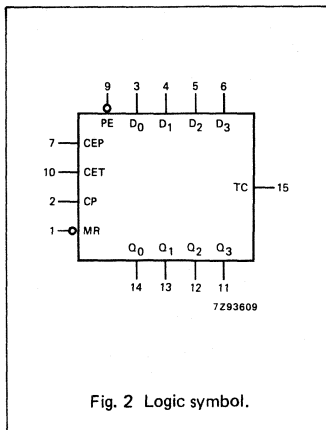 9 3 4 5 6
PE D0 D1 D2 D3
7 CEP
10 CET
TC 15
2 CP
1 MR
Q0 Q1 Q2 Q3
14 13 12 11
7Z93609
Fig. 2 Logic symbol.